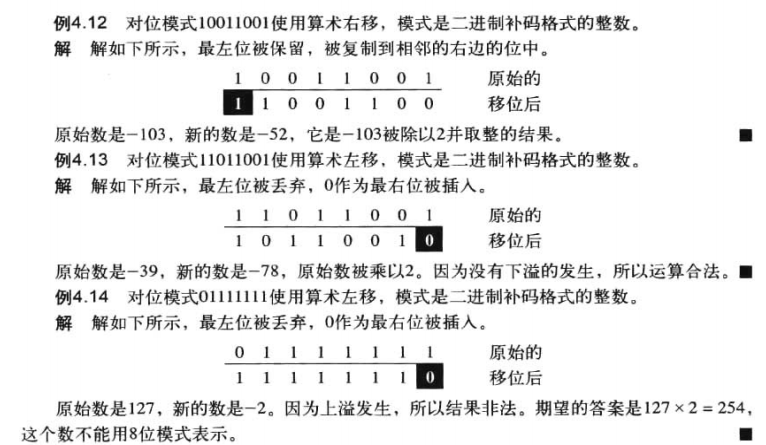 例4.12 对位模式10011001使用算术右移，模式是二进制补码格式的整数。
解 解如下所示，最左位被保留，被复制到相邻的右边的位中。
1 0 0 1 1 0 0 1 原始的
1 1 0 0 1 1 0 0 移位后
原始数是−103，新的数是−52，它是−103被除以2并取整的结果。 ■
例4.13 对位模式11011001使用算术左移，模式是二进制补码格式的整数。
解 解如下所示，最左位被丢弃，0作为最右位被插入。
1 1 0 1 1 0 0 1 原始的
1 0 1 1 0 0 1 0 移位后
原始数是−39，新的数是−78，原始数被乘以2。因为没有下溢的发生，所以运算合法。■
例4.14 对位模式01111111使用算术左移，模式是二进制补码格式的整数。
解 解如下所示，最左位被丢弃，0作为最右位被插入。
0 1 1 1 1 1 1 1 原始的
1 1 1 1 1 1 1 0 移位后
原始数是127，新的数是−2。因为上溢发生，所以结果非法。期望的答案是127×2 = 254，
这个数不能用8位模式表示。 ■